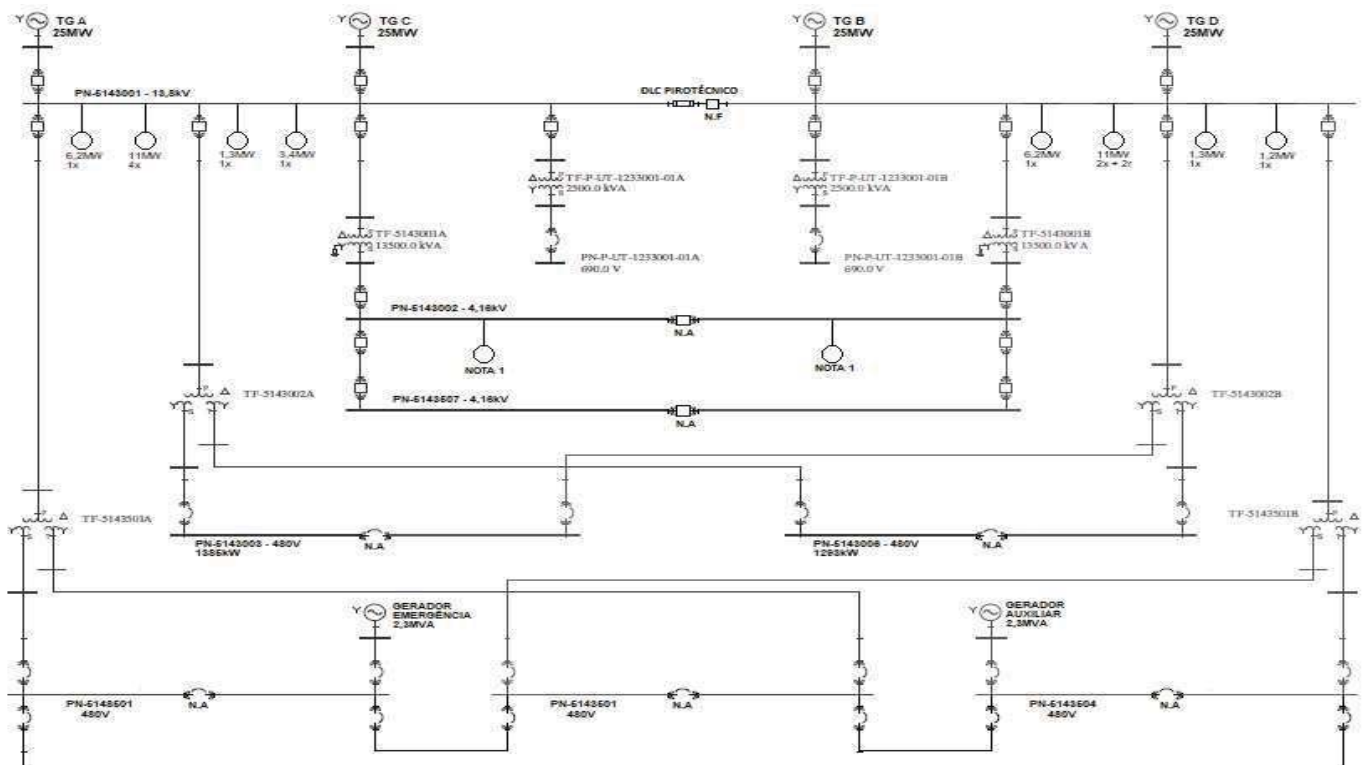 Y TG A
25MW
Y TG C
25MW
Y TG B
25MW
Y TG D
25MW
PN-5143001 - 13,8kV
DLC PIROTÉCNICO
N.F
6,2MW
1x
11MW
4x
1,3MW
1x
3,4MW
1x
6,2MW
1x
11MW
2x + 2r
1,3MW
1x
1,2MW
1x
TF-P-UT-1233001-01A
2500.0 kVA
TF-P-UT-1233001-01B
2500.0 kVA
TF-5143001A
13500.0 kVA
TF-5143001B
13500.0 kVA
PN-P-UT-1233001-01A
690.0 V
PN-P-UT-1233001-01B
690.0 V
PN-5143002 - 4,16kV
N.A
NOTA 1
NOTA 1
TF-5143002A
PN-5143507 - 4,16kV
N.A
TF-5143002B
TF-5143501A
TF-5143501B
PN-5143003 - 480V
1385kW
N.A
PN-5143006 - 480V
1293kW
N.A
Y GERADOR
EMERGÊNCIA
2,3MVA
Y GERADOR
AUXILIAR
2,3MVA
PN-5148501
480V
N.A
PN-5143501
480V
N.A
PN-5143504
480V
N.A